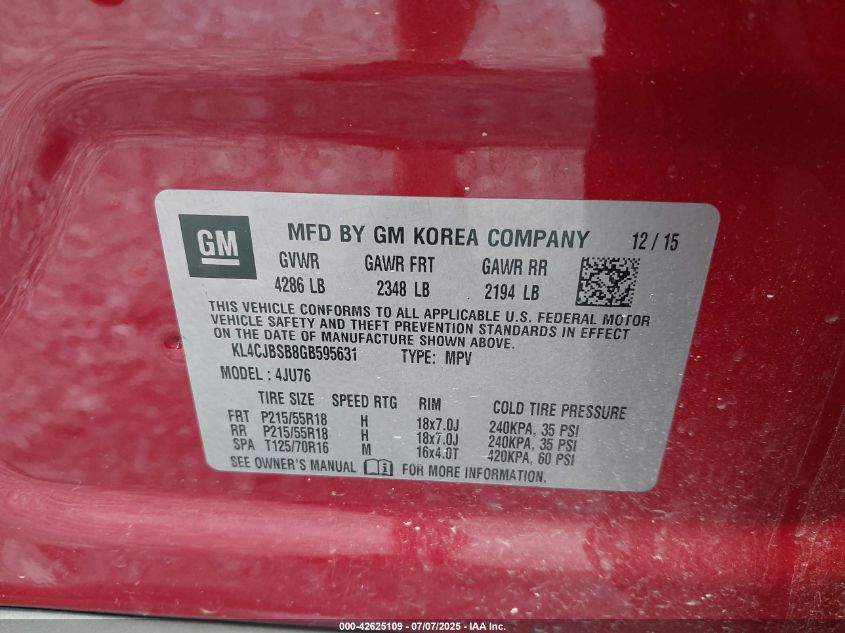 GM
MFD BY GM KOREA COMPANY 12 / 15
GVWR GAWR FRT GAWR RR
4286 LB 2348 LB 2194 LB
THIS VEHICLE CONFORMS TO ALL APPLICABLE U.S. FEDERAL MOTOR
VEHICLE SAFETY AND THEFT PREVENTION STANDARDS IN EFFECT
ON THE DATE OF MANUFACTURE SHOWN ABOVE.
KL4CJBSB8GB595631 TYPE: MPV
MODEL : 4JU76
TIRE SIZE SPEED RTG RIM COLD TIRE PRESSURE
FRT P215/55R18 H 18x7.0J 240KPA, 35 PSI
RR P215/55R18 H 18x7.0J 240KPA, 35 PSI
SPA T125/70R16 M 16x4.0T 420KPA, 60 PSI
SEE OWNER'S MANUAL FOR MORE INFORMATION.
000-42625109 - 07/07/2025 - IAA Inc.